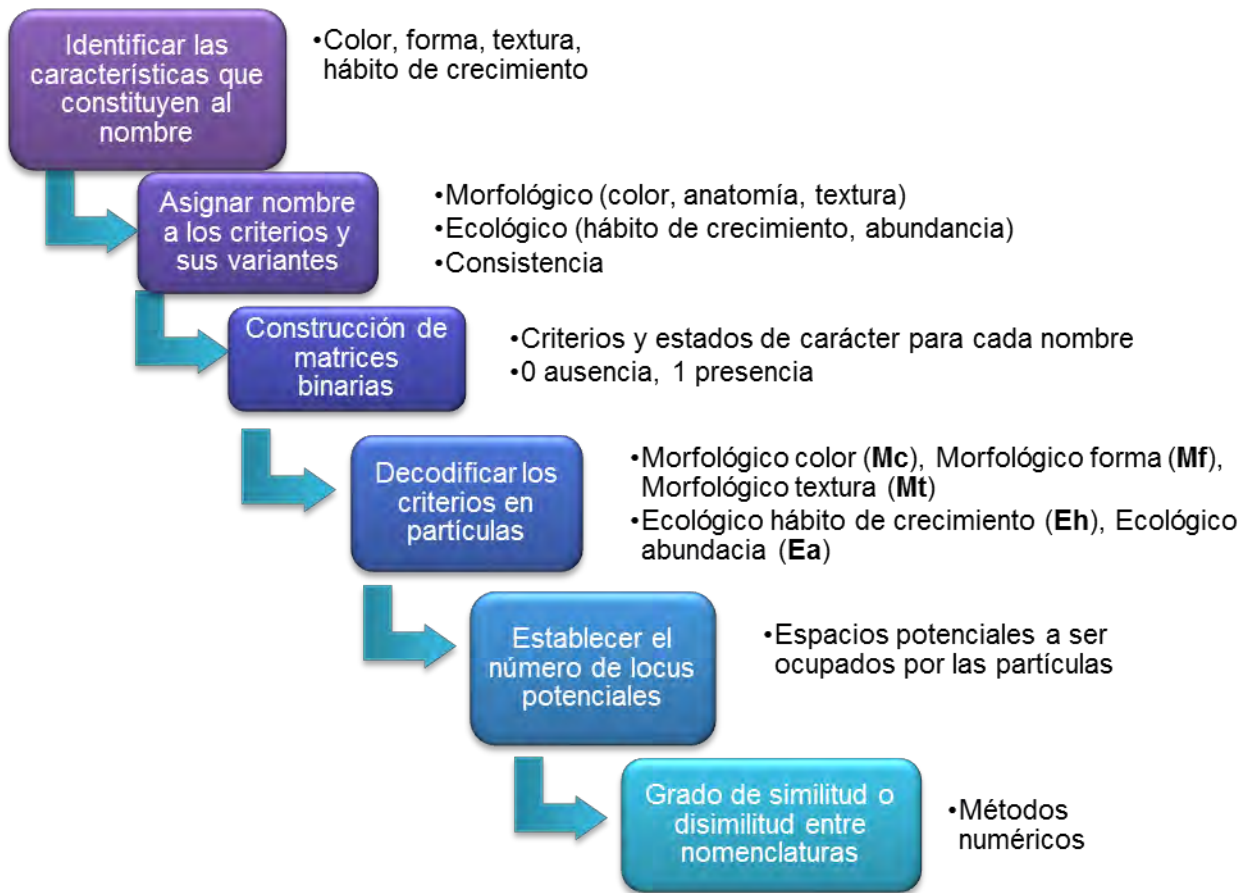 Identificar las
características que
constituyen al
nombre
•Color, forma, textura,
hábito de crecimiento
Asignar nombre
a los criterios y
sus variantes
•Morfológico (color, anatomía, textura)
•Ecológico (hábito de crecimiento, abundancia)
•Consistencia
Construcción de
matrices
binarias
•Criterios y estados de carácter para cada nombre
•0 ausencia, 1 presencia
Decodificar los
criterios en
partículas
•Morfológico color (Mc), Morfológico forma (Mf),
Morfológico textura (Mt)
•Ecológico hábito de crecimiento (Eh), Ecológico
abundacia (Ea)
Establecer el
número de locus
potenciales
•Espacios potenciales a ser
ocupados por las partículas
Grado de similitud o
disimilitud entre
nomenclaturas
•Métodos
numéricos